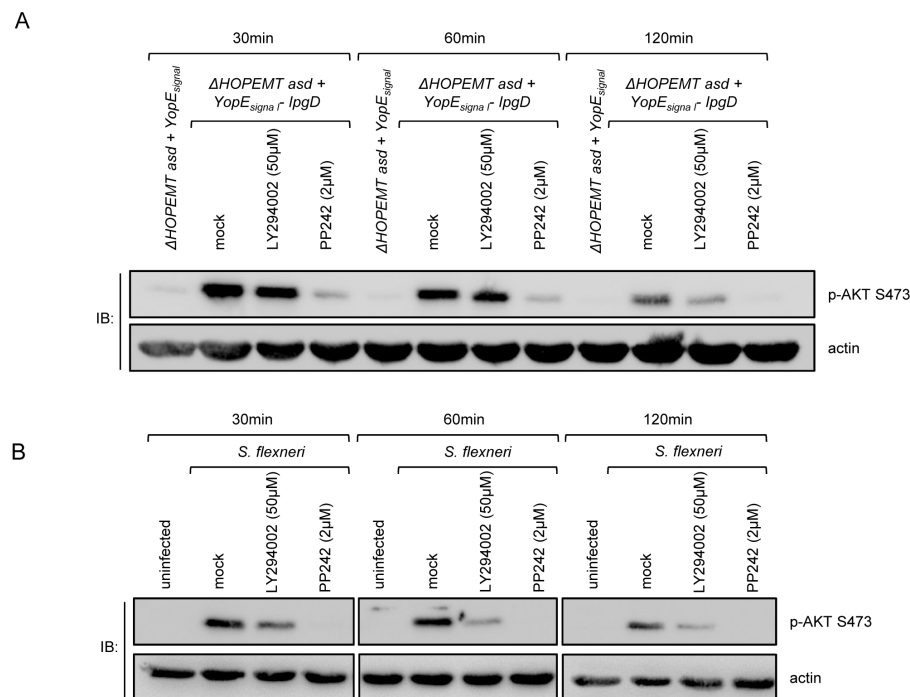 A
30min
60min
120min
ΔHOPEMT asd + YopEsignal
ΔHOPEMT asd +
YopEsigna l- IpgD
mock
LY294002 (50µM)
PP242 (2µM)
ΔHOPEMT asd + YopEsignal
ΔHOPEMT asd +
YopEsigna l- IpgD
mock
LY294002 (50µM)
PP242 (2µM)
ΔHOPEMT asd + YopEsignal
ΔHOPEMT asd +
YopEsigna l- IpgD
mock
LY294002 (50µM)
PP242 (2µM)
IB:
p-AKT S473
actin
B
30min
60min
120min
S. flexneri
S. flexneri
S. flexneri
uninfected
mock
LY294002 (50µM)
PP242 (2µM)
uninfected
mock
LY294002 (50µM)
PP242 (2µM)
uninfected
mock
LY294002 (50µM)
PP242 (2µM)
IB:
p-AKT S473
actin